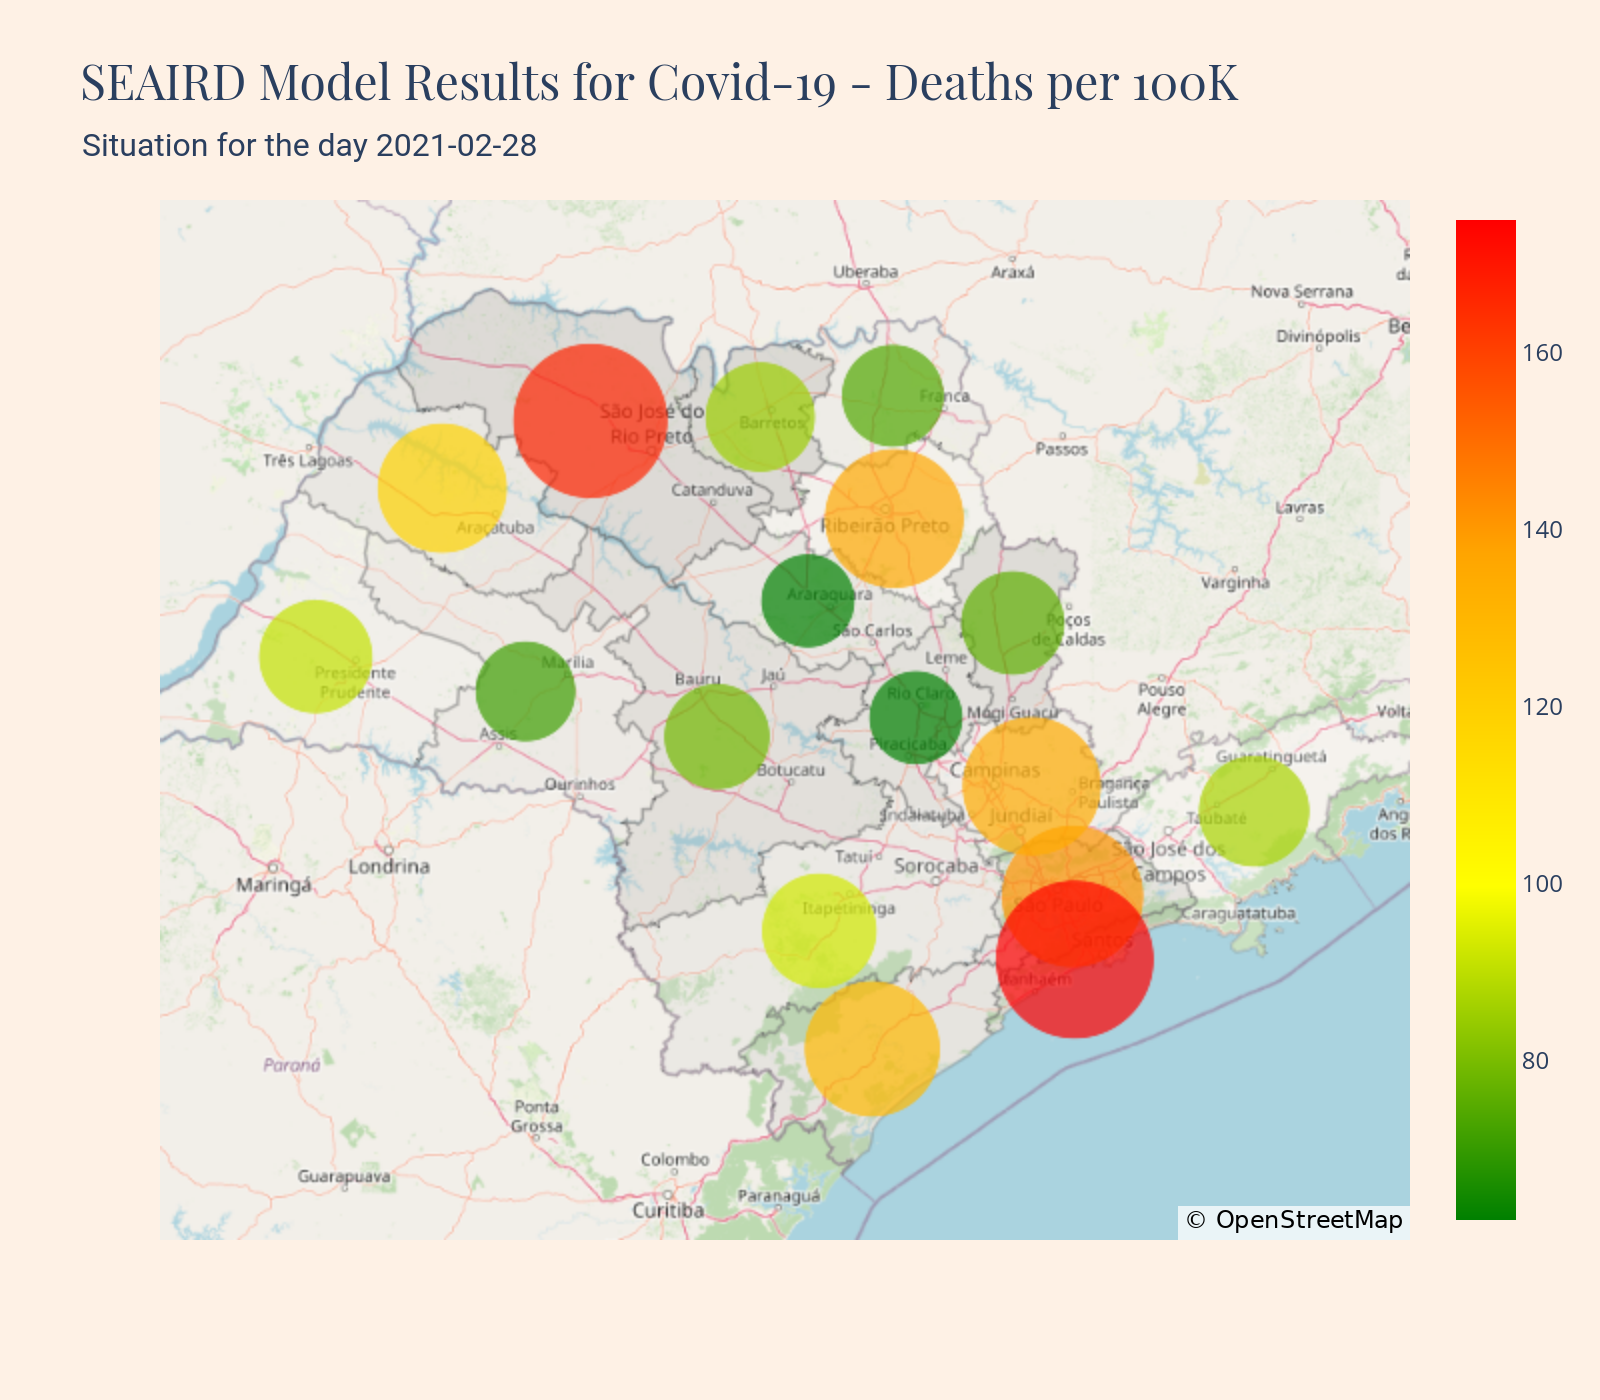 SEAIRD Model Results for Covid-19 - Deaths per 100K
Situation for the day 2021-02-28
Uberaba
Araxá
Nova Serrana
Divinópolis
Be
São José do
Rio Preto
Barretos
Franca
Passos
Três Lagoas
Catanduva
Araçatuba
Ribeirão Preto
Lavras
Varginha
Araraquara
São Carlos
Poços
de Caldas
Leme
Presidente
Prudente
Marília
Bauru
Jaú
Rio Claro
Mogi Guaçu
Pouso
Alegre
Volta
Assis
Piracicaba
Campinas
Botucatu
Ourinhos
Guaratinguetá
Bragança
Paulista
Indaiatuba
Jundiaí
Taubaté
Ang
dos R
Londrina
Maringá
Tatuí
Sorocaba
São José dos
Campos
Itapetininga
São Paulo
Caraguatatuba
Santos
Itanhaém
Paraná
Ponta
Grossa
Guarapuava
Colombo
Curitiba
Paranaguá
© OpenStreetMap
160
140
120
100
80